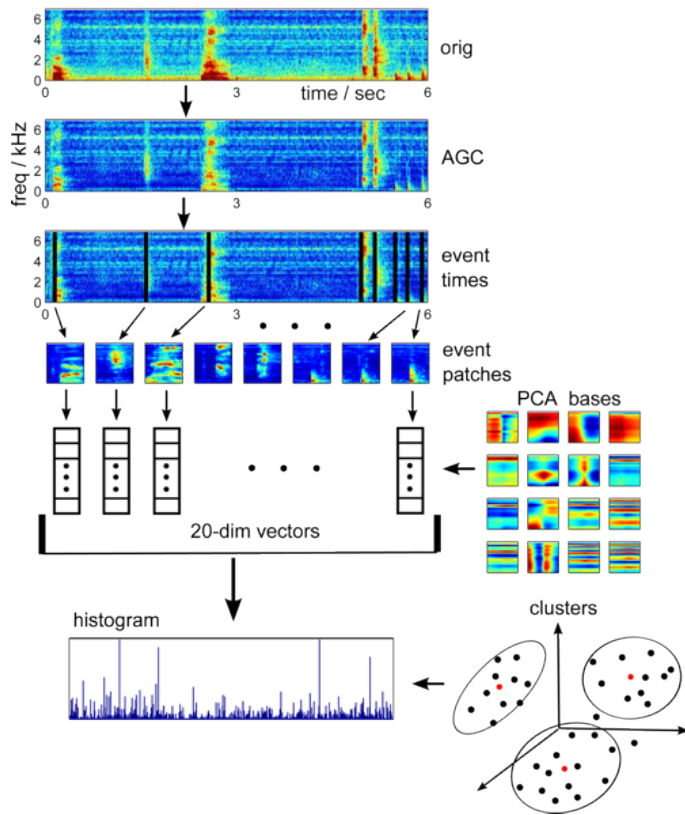 6
4
2
0
orig
0
time / sec
3
6
freq / kHz
6
4
2
0
AGC
0
3
6
6
4
2
0
event
times
0
3
6
event
patches
PCA bases
20-dim vectors
clusters
histogram